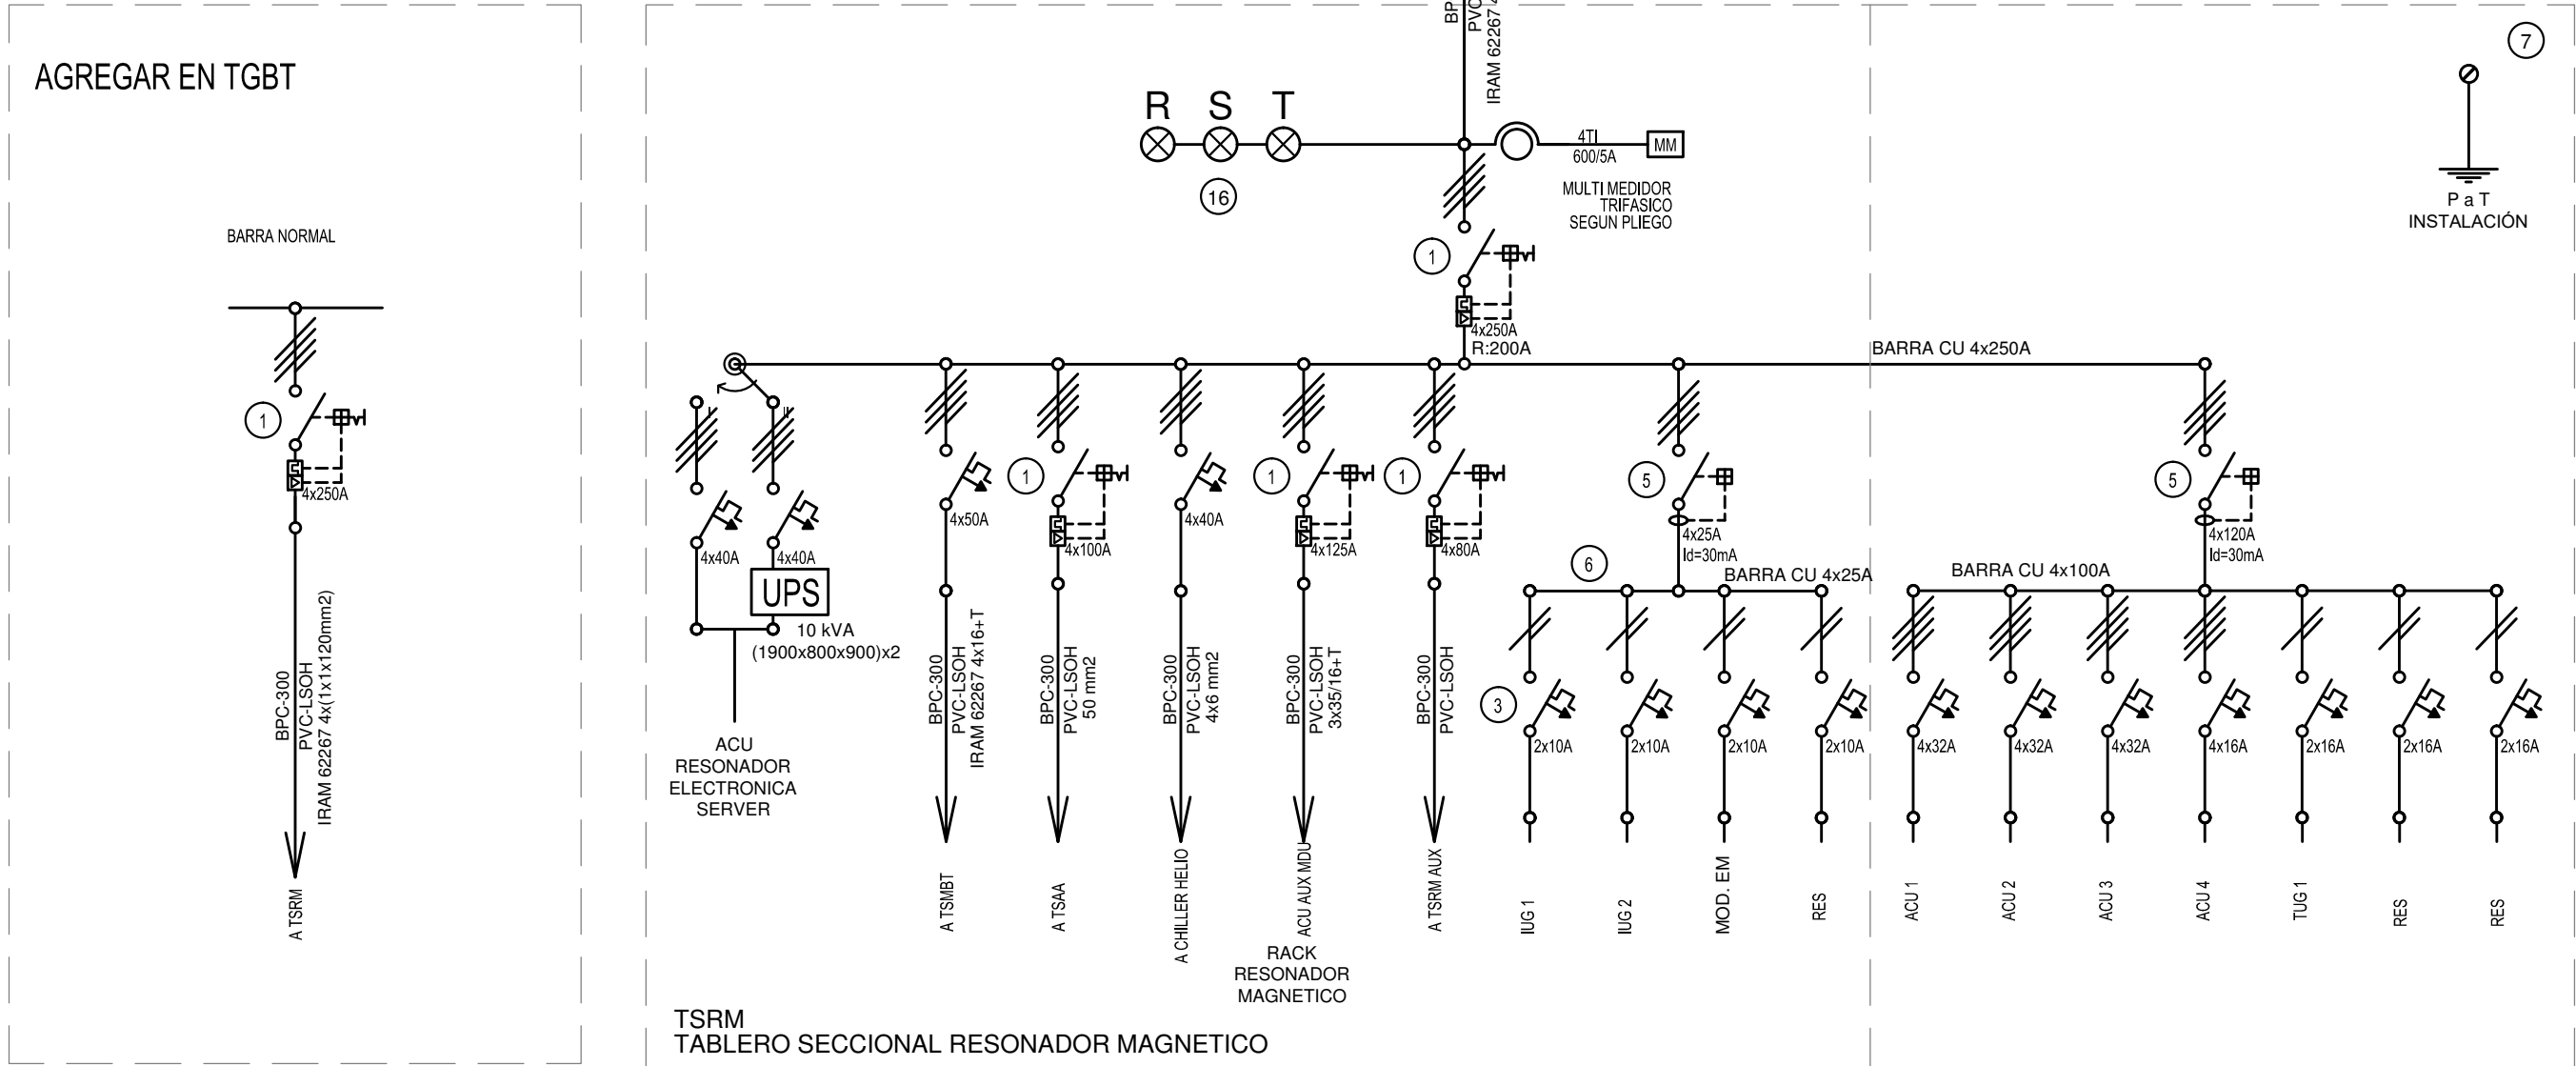 AGREGAR EN TGBT
BARRA NORMAL
1
4x250A
BPC-300
PVC-LSOH
IRAM 62267 4x(1x1x120mm2)
A TSRM
IRAM 62267
R S T
16
4TI
600/5A
MM
MULTI MEDIDOR
TRIFASICO
SEGUN PLIEGO
7
P a T
INSTALACIÓN
1
4x250A
R:200A
BARRA CU 4x250A
I
II
4x40A
4x40A
UPS
10 kVA
(1900x800x900)x2
ACU
RESONADOR
ELECTRONICA
SERVER
4x50A
BPC-300
PVC-LSOH
IRAM 62267 4x16+T
A TSMBT
1
4x100A
BPC-300
PVC-LSOH
50 mm2
A TSAA
4x40A
BPC-300
PVC-LSOH
4x6 mm2
A CHILLER HELIO
1
4x125A
BPC-300
PVC-LSOH
3x35/16+T
ACU AUX MDU
RACK
RESONADOR
MAGNETICO
1
4x80A
BPC-300
PVC-LSOH
A TSRM AUX
5
4x25A
Id=30mA
6
BARRA CU 4x25A
3
2x10A
2x10A
2x10A
2x10A
IUG 1
IUG 2
MOD. EM
RES
5
4x120A
Id=30mA
BARRA CU 4x100A
4x32A
4x32A
4x32A
4x16A
2x16A
2x16A
2x16A
ACU 1
ACU 2
ACU 3
ACU 4
TUG 1
RES
RES
TSRM
TABLERO SECCIONAL RESONADOR MAGNETICO